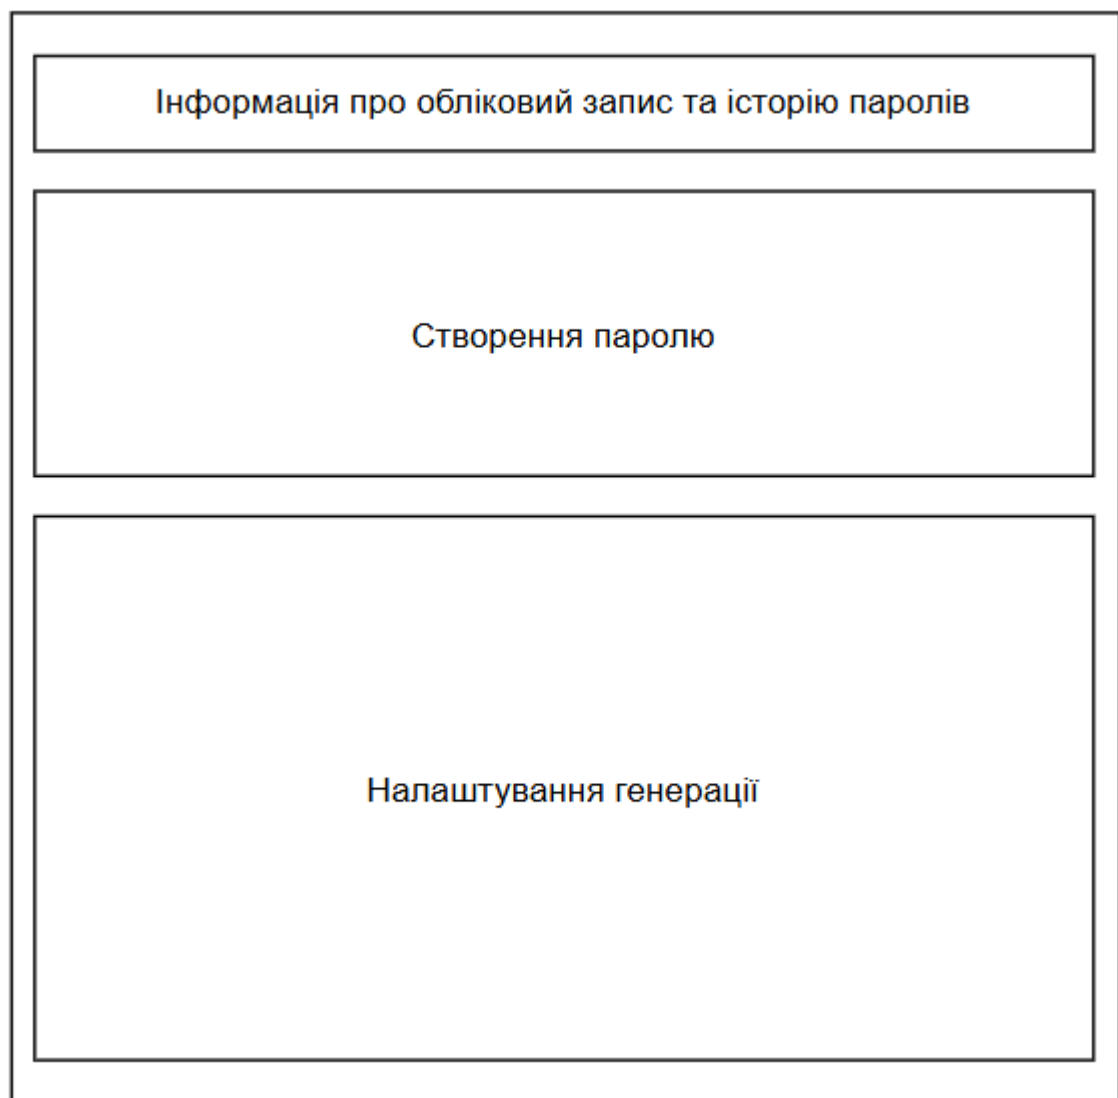 Інформація про обліковий запис та історію паролів
Створення паролю
Налаштування генерації